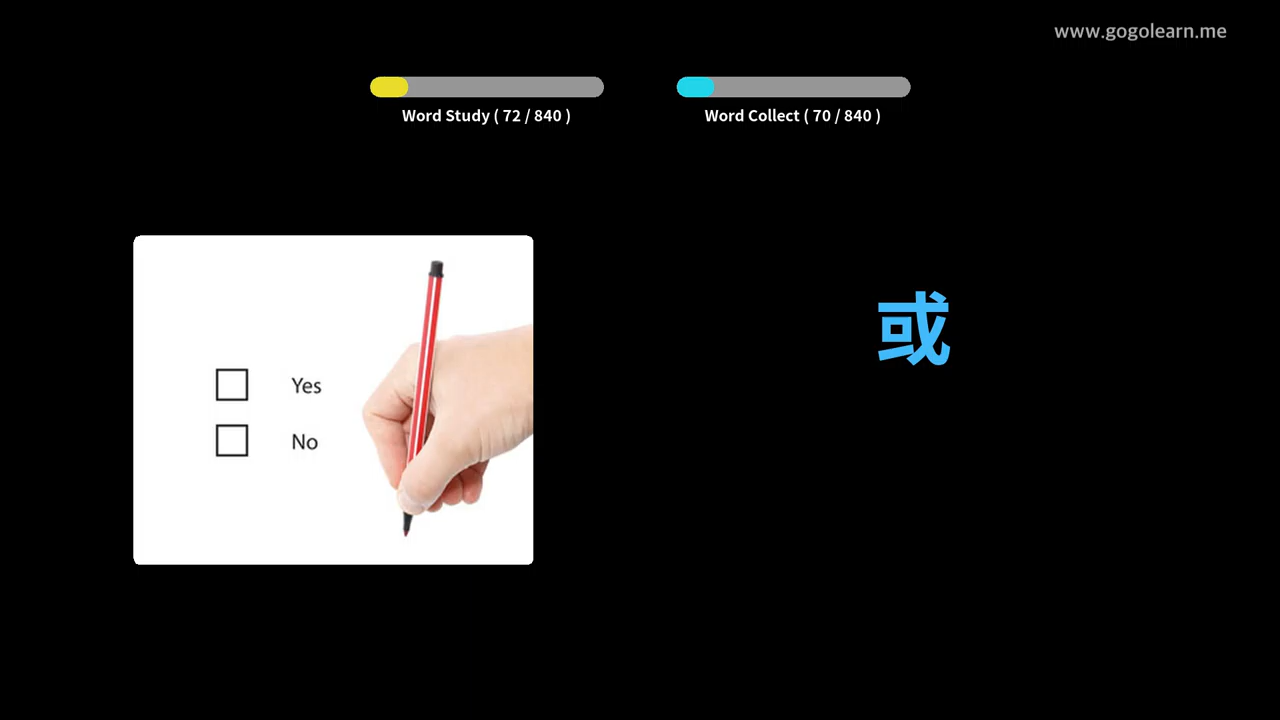 www.gogolearn.me
Word Study ( 72 / 840 )
Word Collect ( 70 / 840 )
Yes
No
或